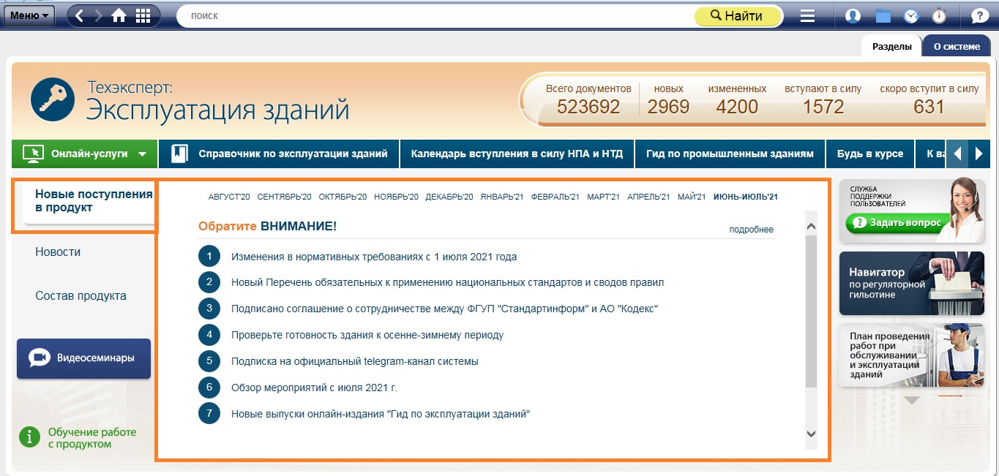 Меню
поиск
Найти
Разделы
О системе
Техэксперт:
Эксплуатация зданий
Всего документов
523692
новых
2969
измененных
4200
вступают в силу
1572
скоро вступит в силу
631
Онлайн-услуги
Справочник по эксплуатации зданий
Календарь вступления в силу НПА и НТД
Гид по промышленным зданиям
Будь в курсе
К ва
Новые поступления
в продукт
Новости
Состав продукта
Видеосеминары
Обучение работе
с продуктом
АВГУСТ'20 СЕНТЯБРЬ'20 ОКТЯБРЬ'20 НОЯБРЬ'20 ДЕКАБРЬ'20 ЯНВАРЬ'21 ФЕВРАЛЬ'21 МАРТ'21 АПРЕЛЬ'21 МАЙ'21 ИЮНЬ-ИЮЛЬ'21
Обратите ВНИМАНИЕ!
подробнее
1 Изменения в нормативных требованиях с 1 июля 2021 года
2 Новый Перечень обязательных к применению национальных стандартов и сводов правил
3 Подписано соглашение о сотрудничестве между ФГУП "Стандартинформ" и АО "Кодекс"
4 Проверьте готовность здания к осенне-зимнему периоду
5 Подписка на официальный telegram-канал системы
6 Обзор мероприятий с июля 2021 г.
7 Новые выпуски онлайн-издания "Гид по эксплуатации зданий"
СЛУЖБА
ПОДДЕРЖКИ
ПОЛЬЗОВАТЕЛЕЙ
Задать вопрос
Навигатор
по регуляторной
гильотине
План проведения
работ при
обслуживании
и эксплуатации
зданий